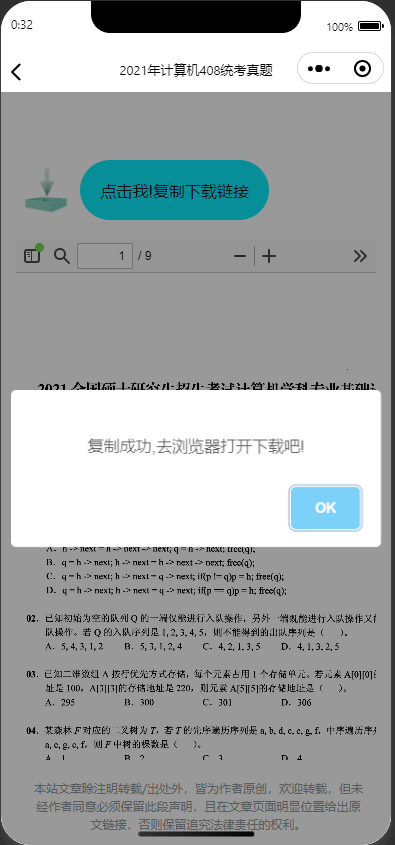 0:32
100%
2021年计算机408统考真题
点击我!复制下载链接
1 / 9
2021 全国硕士研究生招生考试计算机学科专业基础
复制成功,去浏览器打开下载吧!
OK
A. h -> next = h -> next -> next; q = h -> next; free(q);
B. q = h -> next; h -> next = h -> next -> next; free(q);
C. q = h -> next; h -> next = q -> next; if(p != q)p = h; free(q);
D. q = h -> next; h -> next = q -> next; if(p == q)p = h; free(q);
02. 已知初始为空的队列 Q 的一端仅能进行入队操作，另外一端既能进行入队操作又
队操作。若 Q 的入队序列是 1, 2, 3, 4, 5，则不能得到的出队序列是（ ）。
A. 5, 4, 3, 1, 2 B. 5, 3, 1, 2, 4 C. 4, 2, 1, 3, 5 D. 4, 1, 3, 2, 5
03. 已知二维数组 A 按行优先方式存储，每个元素占用 1 个存储单元。若元素 A[0][0]
址是 100，A[3][3]的存储地址是 220，则元素 A[5][5]的存储地址是（ ）。
A. 295 B. 300 C. 301 D. 306
04. 某森林 F 对应的二叉树为 T，若 T 的先序遍历序列是 a, b, d, c, e, g, f，中序遍历序
a, e, g, c, f，则 F 中树的棵数是（ ）。
A. 1 B. 2 C. 3 D. 4
本站文章除注明转载/出处外，皆为作者原创，欢迎转载，但未
经作者同意必须保留此段声明，且在文章页面明显位置给出原
文链接，否则保留追究法律责任的权利。